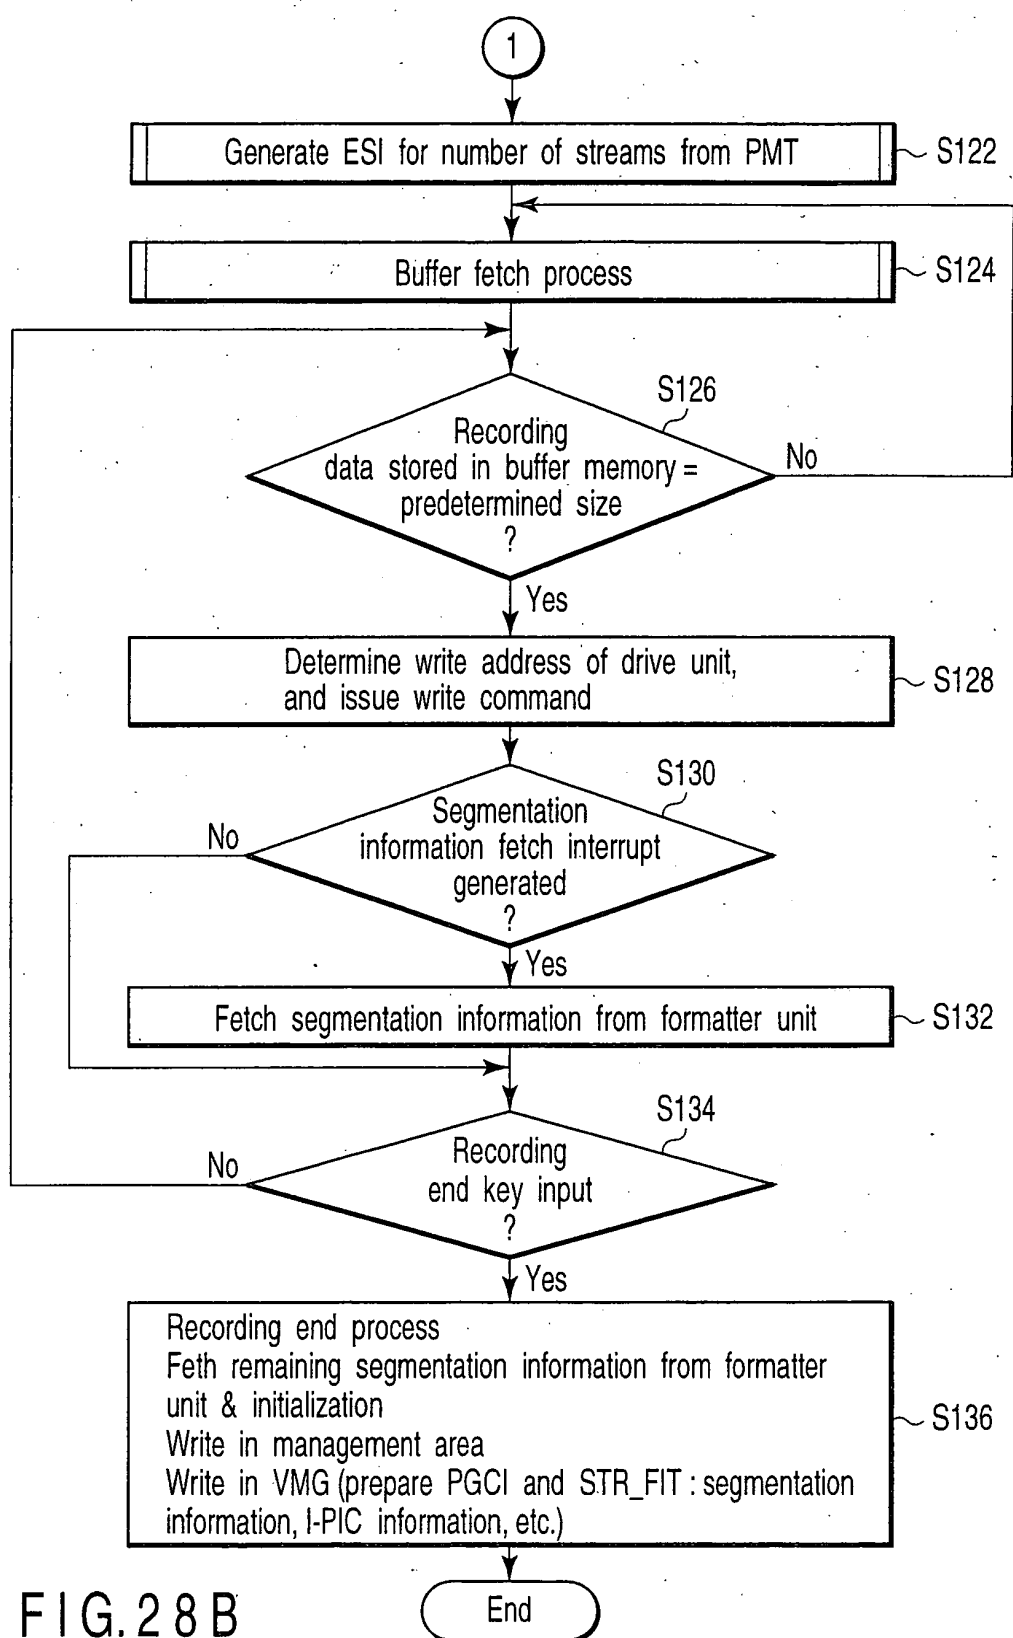 1
Generate ESI for number of streams from PMT
S122
Buffer fetch process
S124
S126
Recording
data stored in buffer memory =
predetermined size
?
No
Yes
Determine write address of drive unit,
and issue write command
S128
S130
Segmentation
information fetch interrupt
generated
?
No
Yes
Fetch segmentation information from formatter unit
S132
S134
Recording
end key input
?
No
Yes
Recording end process
Feth remaining segmentation information from formatter
unit & initialization
Write in management area
Write in VMG (prepare PGCI and STR_FIT : segmentation
information, I-PIC information, etc.)
S136
End
FIG. 28B